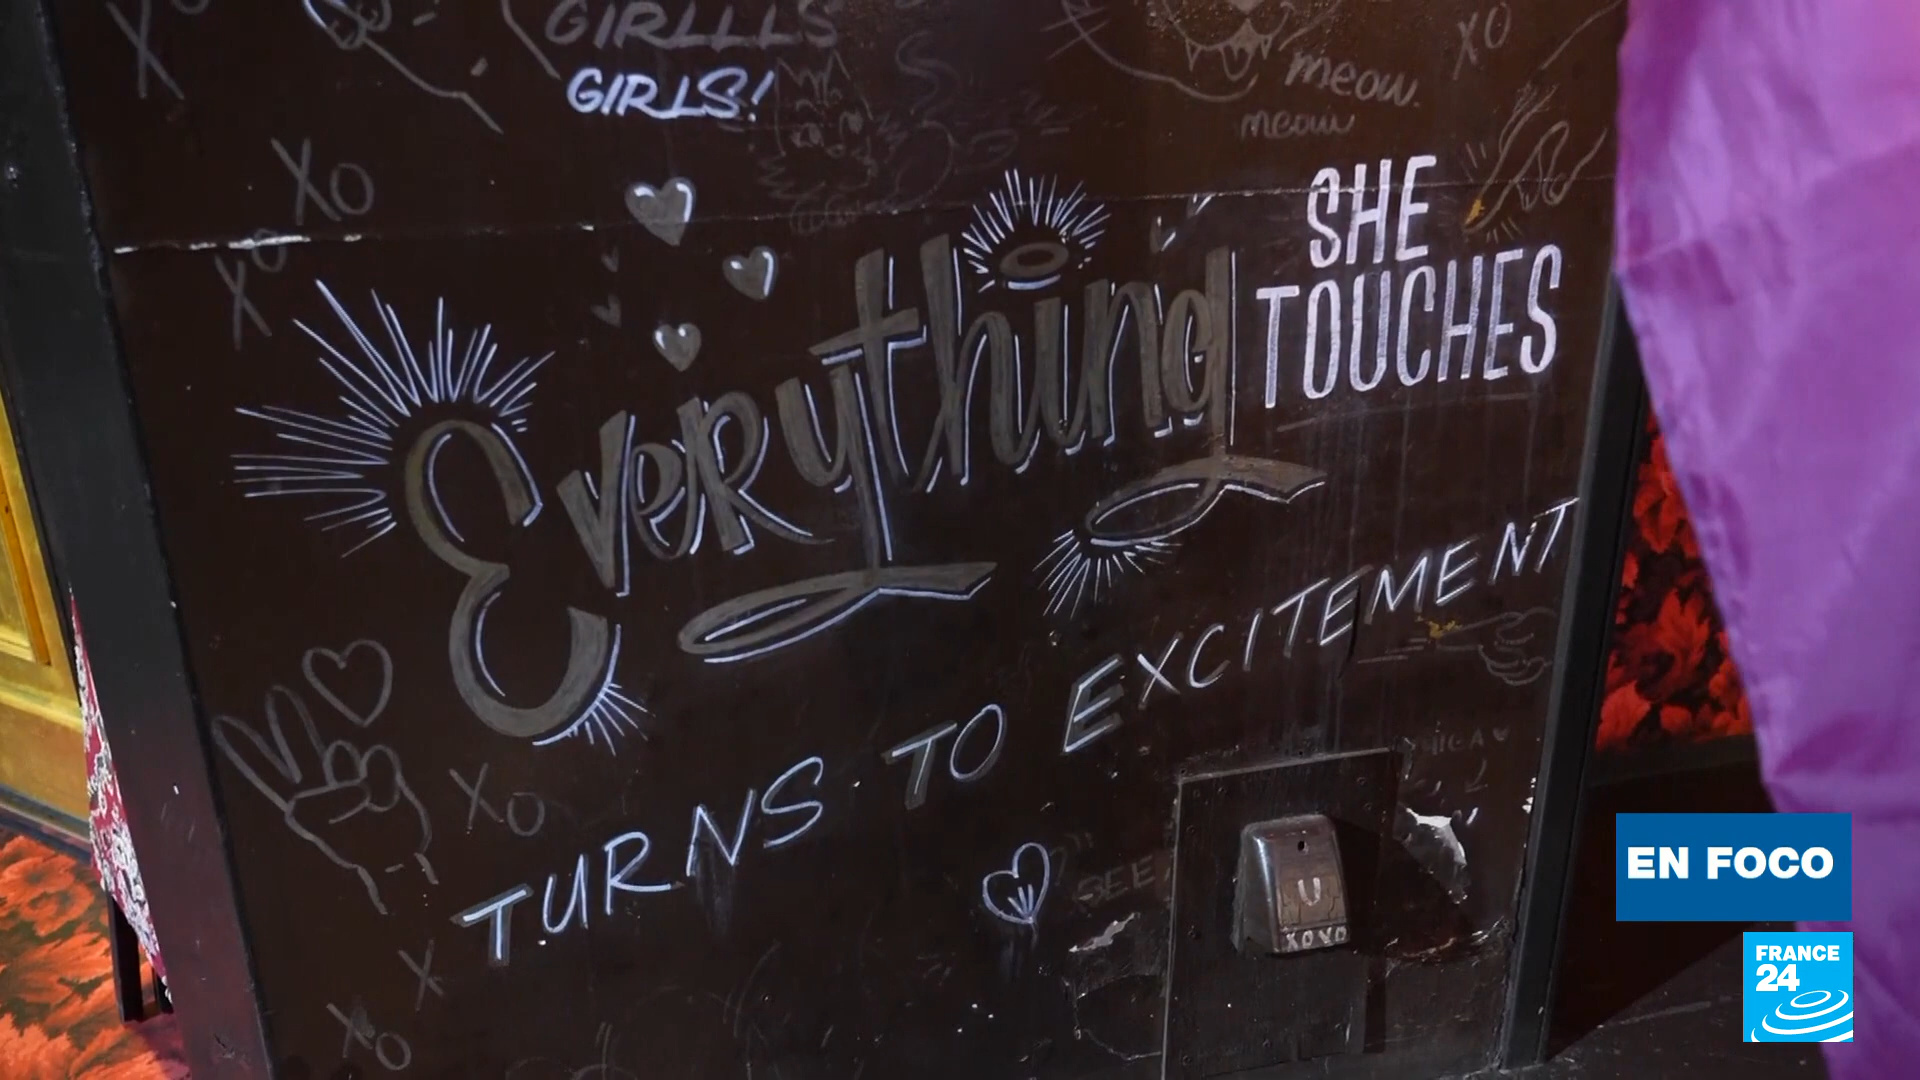 X
GIRLLLS
GIRLS!
XO
meow.
meow
XO
XO
Everything
SHE
TOUCHES
TURNS TO EXCITEMENT
XO
BEE
U
XOXO
X
XO
EN FOCO
FRANCE
24